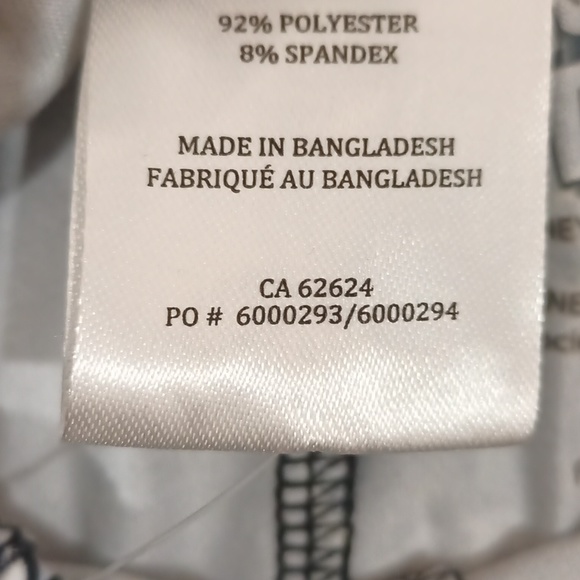 92% POLYESTER
8% SPANDEX
MADE IN BANGLADESH
FABRIQUÉ AU BANGLADESH
CA 62624
PO # 6000293/6000294